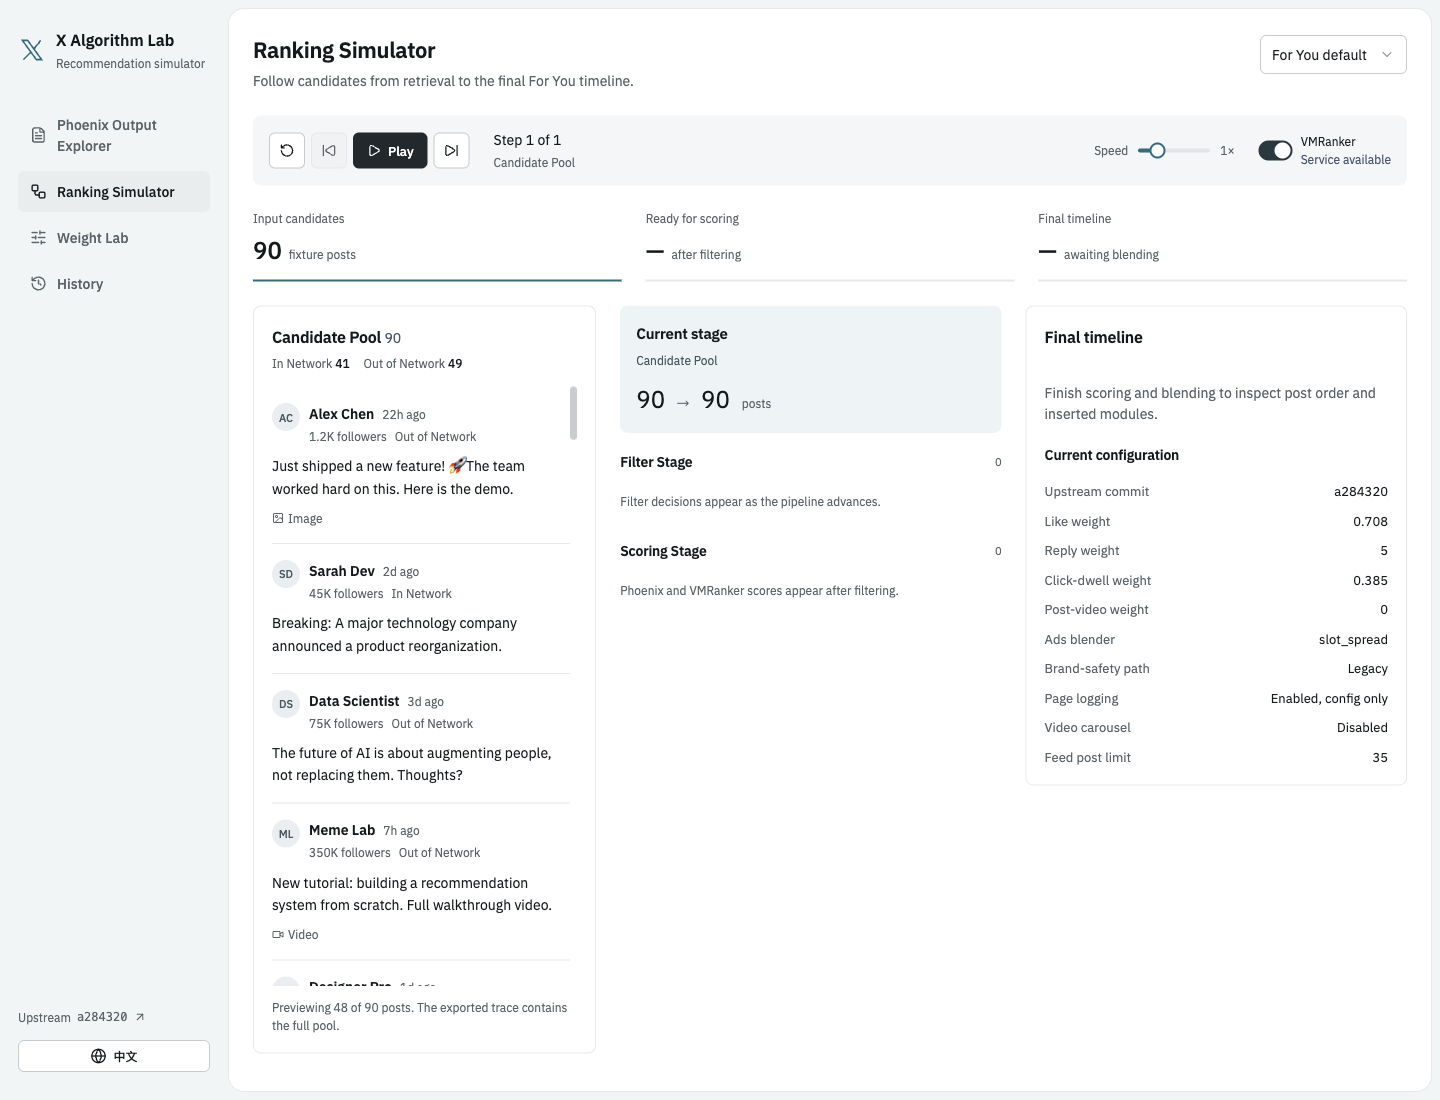 X Algorithm Lab
Recommendation simulator
Phoenix Output
Explorer
Ranking Simulator
Weight Lab
History
Upstream a284320
中文
Ranking Simulator
Follow candidates from retrieval to the final For You timeline.
For You default
Play
Step 1 of 1
Candidate Pool
Speed
1×
VMRanker
Service available
Input candidates
90 fixture posts
Ready for scoring
— after filtering
Final timeline
— awaiting blending
Candidate Pool 90
In Network 41 Out of Network 49
AC
Alex Chen 22h ago
1.2K followers Out of Network
Just shipped a new feature! 🚀The team
worked hard on this. Here is the demo.
Image
SD
Sarah Dev 2d ago
45K followers In Network
Breaking: A major technology company
announced a product reorganization.
DS
Data Scientist 3d ago
75K followers Out of Network
The future of AI is about augmenting people,
not replacing them. Thoughts?
ML
Meme Lab 7h ago
350K followers Out of Network
New tutorial: building a recommendation
system from scratch. Full walkthrough video.
Video
Designer Pro 1d ago
Previewing 48 of 90 posts. The exported trace contains
the full pool.
Current stage
Candidate Pool
90 → 90 posts
Filter Stage 0
Filter decisions appear as the pipeline advances.
Scoring Stage 0
Phoenix and VMRanker scores appear after filtering.
Final timeline
Finish scoring and blending to inspect post order and
inserted modules.
Current configuration
Upstream commit a284320
Like weight 0.708
Reply weight 5
Click-dwell weight 0.385
Post-video weight 0
Ads blender slot_spread
Brand-safety path Legacy
Page logging Enabled, config only
Video carousel Disabled
Feed post limit 35